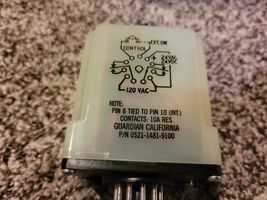 EXT. SW.
CONTROL
24VAC
24VDC
120 VAC
NOTE:
PIN 6 TIED TO PIN 10 (INT.)
CONTACTS: 10A RES.
GUARDIAN CALIFORNIA
P/N 0521-1481-9100